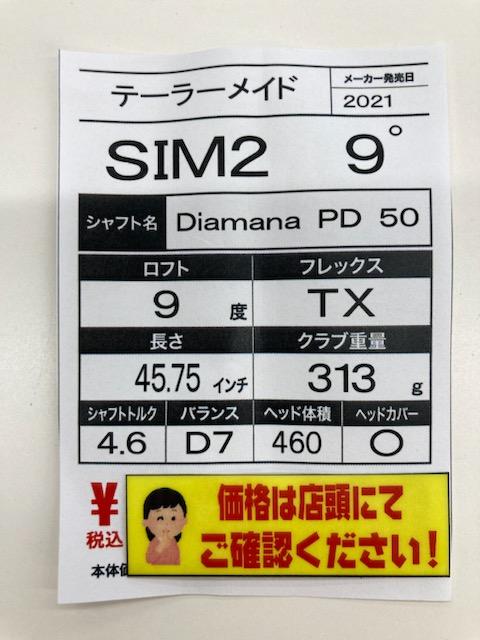 テーラーメイド
メーカー発売日
2021
SIM2 9°
シャフト名 Diamana PD 50
ロフト フレックス
9 度 TX
長さ クラブ重量
45.75 インチ 313 g
シャフトトルク バランス ヘッド体積 ヘッドカバー
4.6 D7 460 〇
¥
税込
価格は店頭にて
ご確認ください!
本体